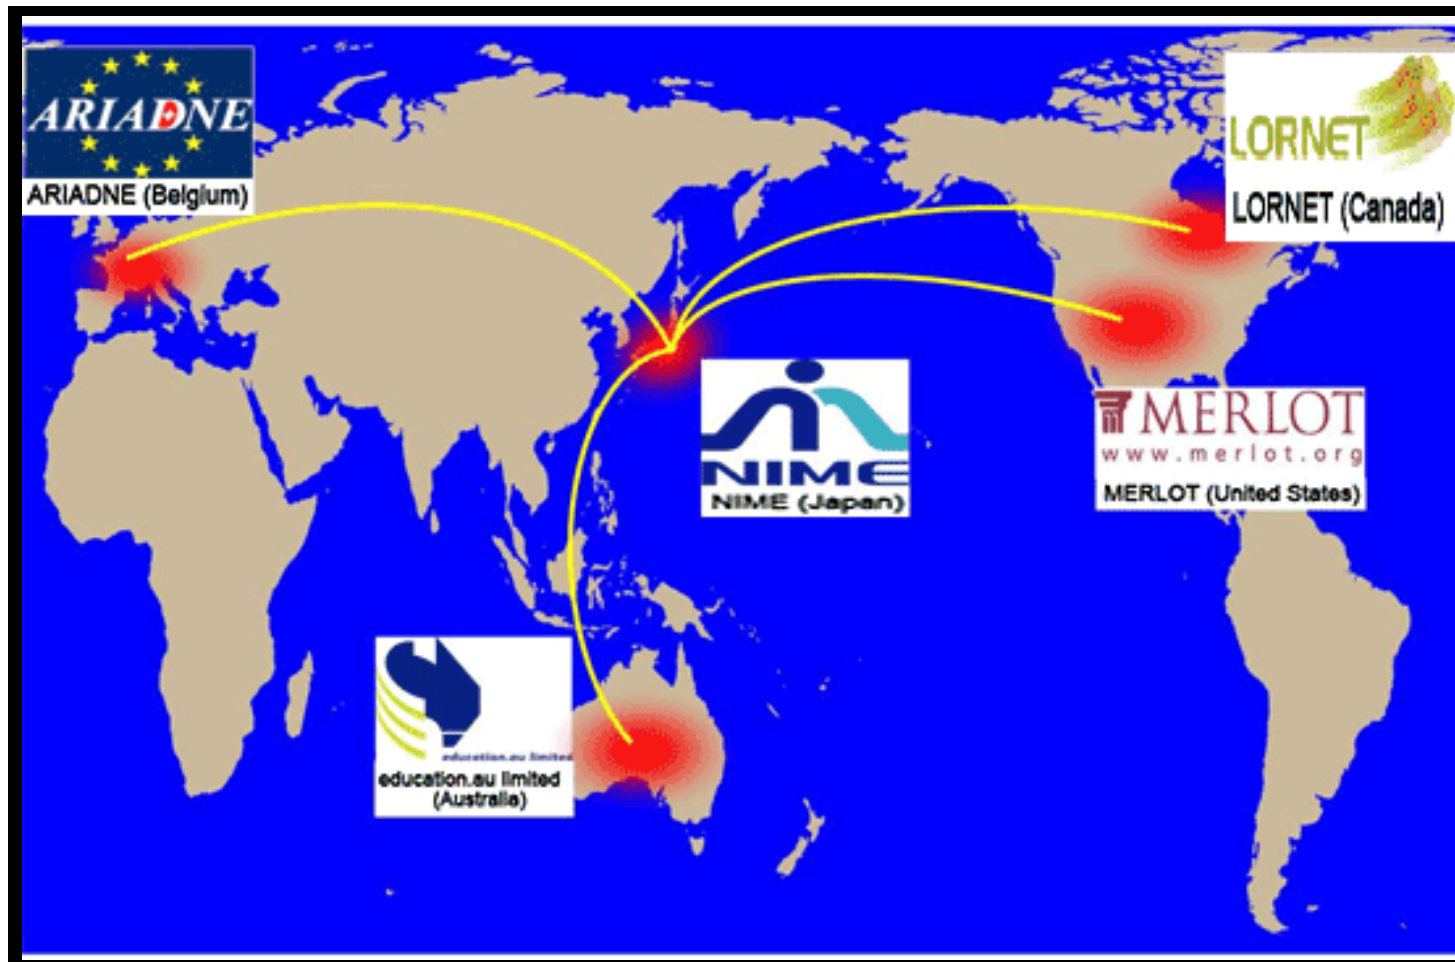 ARIADNE
ARIADNE (Belgium)
LORNET
LORNET (Canada)
NIME
NIME (Japan)
MERLOT
www.merlot.org
MERLOT (United States)
education.au limited
education.au limited
(Australia)